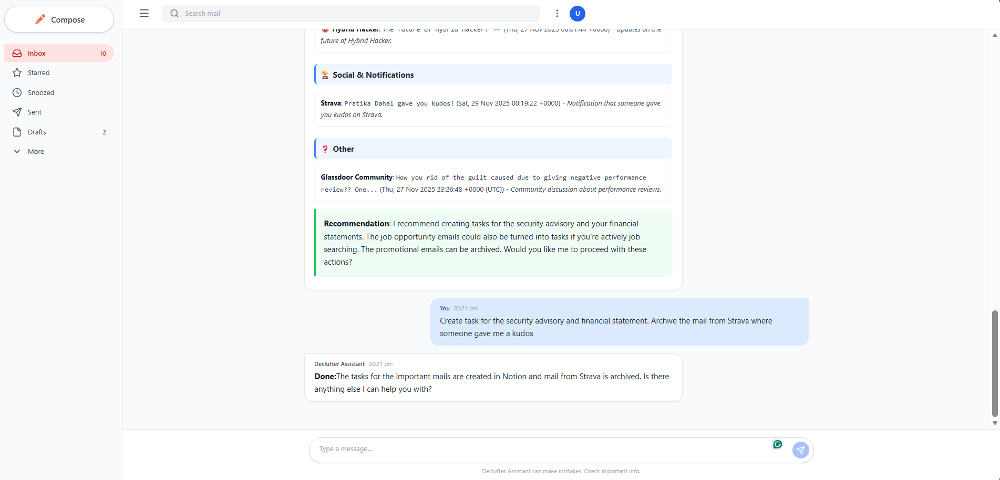 Compose
Search mail
U
Inbox 10
Starred
Snoozed
Sent
Drafts 2
More
Hybrid Hacker: The future of Hybrid Hacker! (Thu, 27 Nov 2025 08:01:44 +0000) - Updates on the
future of Hybrid Hacker.
Social & Notifications
Strava: Pratika Dahal gave you kudos! (Sat, 29 Nov 2025 00:19:22 +0000) - Notification that someone gave
you kudos on Strava.
Other
Glassdoor Community: How you rid of the guilt caused due to giving negative performance
review?? One... (Thu, 27 Nov 2025 23:26:48 +0000 (UTC)) - Community discussion about performance reviews.
Recommendation: I recommend creating tasks for the security advisory and your financial
statements. The job opportunity emails could also be turned into tasks if you're actively job
searching. The promotional emails can be archived. Would you like me to proceed with these
actions?
You 03:21 pm
Create task for the security advisory and financial statement. Archive the mail from Strava where
someone gave me a kudos
Declutter Assistant 03:21 pm
Done:The tasks for the important mails are created in Notion and mail from Strava is archived. Is there
anything else I can help you with?
Type a message...
Declutter Assistant can make mistakes. Check important info.